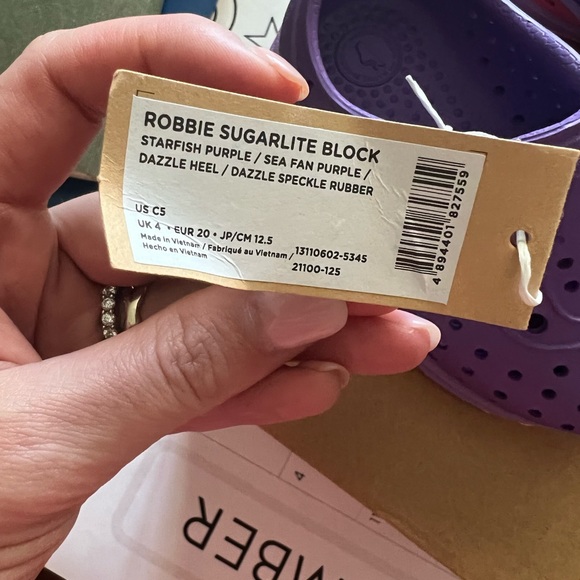 ROBBIE SUGARLITE BLOCK
STARFISH PURPLE / SEA FAN PURPLE /
DAZZLE HEEL / DAZZLE SPECKLE RUBBER
US C5
UK 4 • EUR 20 • JP/CM 12.5
Made in Vietnam / Fabriqué au Vietnam /
Hecho en Vietnam
13110602-5345
21100-125
4 894401 827559
4
MBER